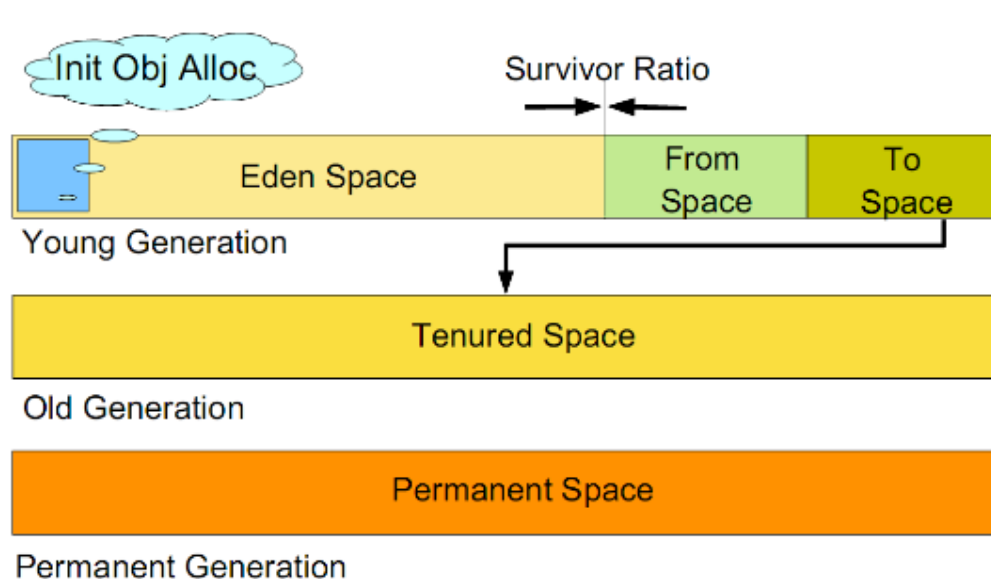 Init Obj Alloc
Survivor Ratio
Eden Space
From
Space
To
Space
Young Generation
Tenured Space
Old Generation
Permanent Space
Permanent Generation